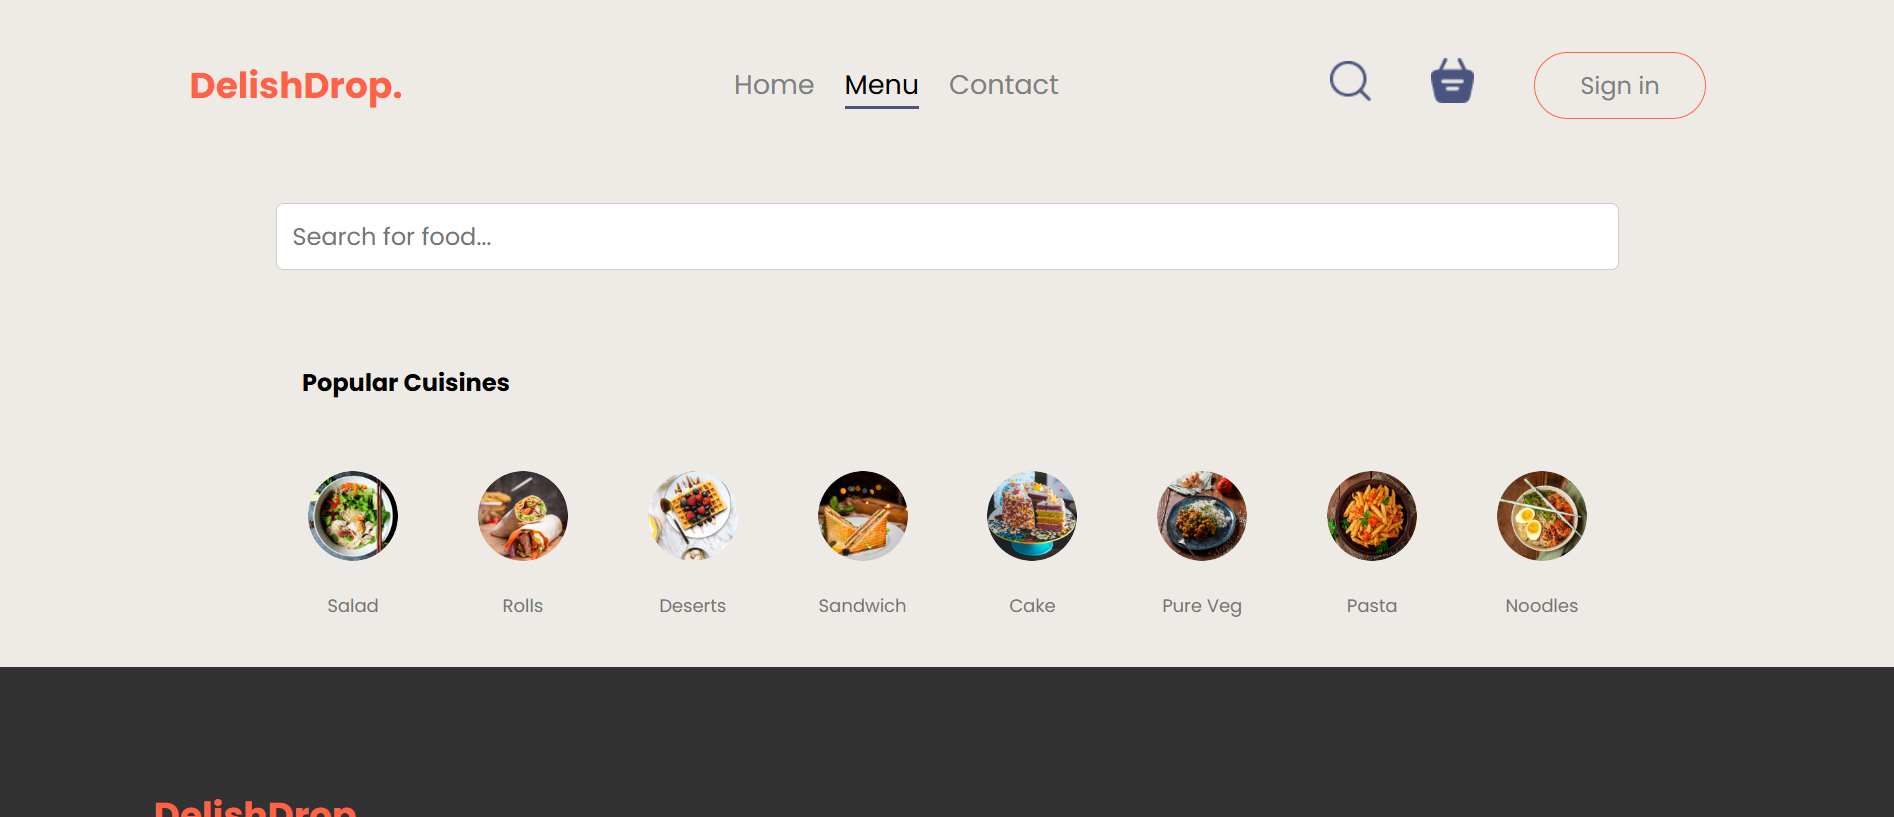 DelishDrop.
Home Menu Contact
Sign in
Search for food...
Popular Cuisines
Salad Rolls Deserts Sandwich Cake Pure Veg Pasta Noodles
DelishDrop